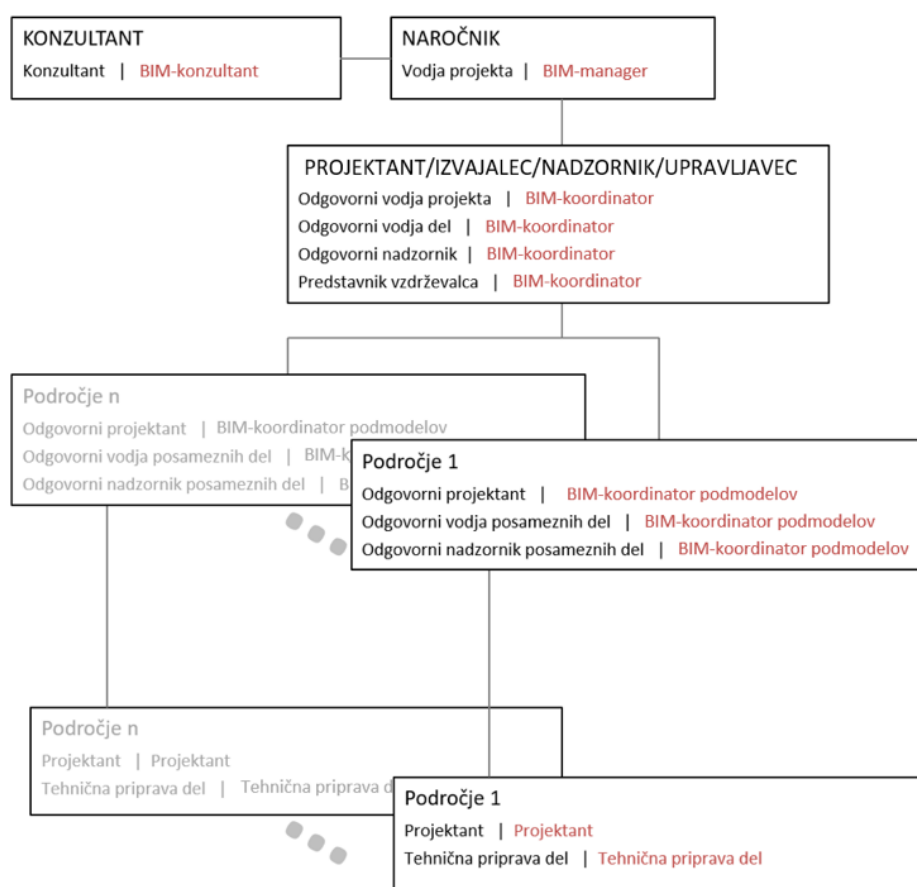 KONZULTANT
Konzultant | BIM-konzultant
NAROČNIK
Vodja projekta | BIM-manager
PROJEKTANT/IZVAJALEC/NADZORNIK/UPRAVLJAVEC
Odgovorni vodja projekta | BIM-koordinator
Odgovorni vodja del | BIM-koordinator
Odgovorni nadzornik | BIM-koordinator
Predstavnik vzdrževalca | BIM-koordinator
Področje n
Odgovorni projektant | BIM-koordinator podmodelov
Odgovorni vodja posameznih del |
Odgovorni nadzornik posameznih del |
Področje 1
Odgovorni projektant | BIM-koordinator podmodelov
Odgovorni vodja posameznih del | BIM-koordinator podmodelov
Odgovorni nadzornik posameznih del | BIM-koordinator podmodelov
Področje n
Projektant | Projektant
Tehnična priprava del | Tehnična priprava
Področje 1
Projektant | Projektant
Tehnična priprava del | Tehnična priprava del